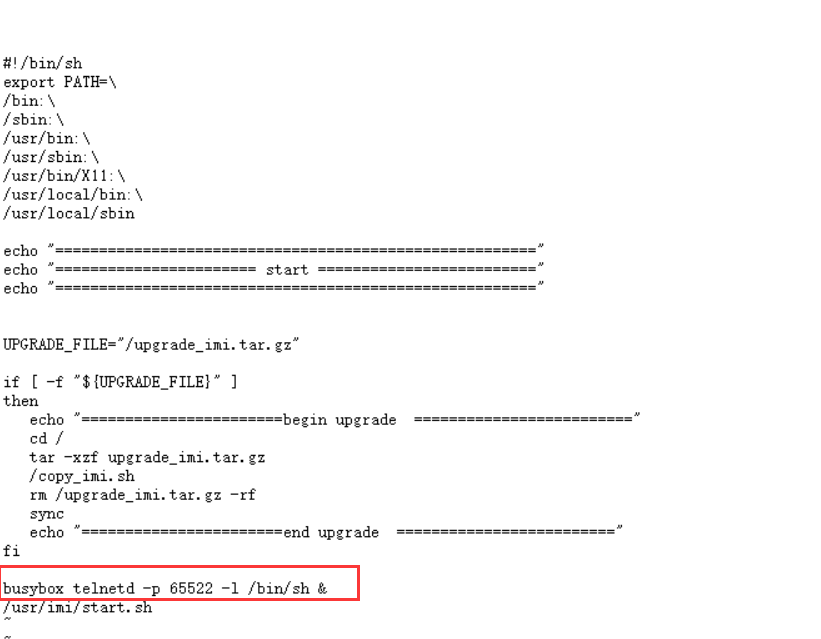 #!/bin/sh
export PATH=\
/bin:\
/sbin:\
/usr/bin:\
/usr/sbin:\
/usr/bin/X11:\
/usr/local/bin:\
/usr/local/sbin
echo "======================================================="
echo "======================= start ========================="
echo "======================================================="
UPGRADE_FILE="/upgrade_imi.tar.gz"
if [ -f "${UPGRADE_FILE}" ]
then
echo "=======================begin upgrade  ========================="
cd /
tar -xzf upgrade_imi.tar.gz
/copy_imi.sh
rm /upgrade_imi.tar.gz -rf
sync
echo "=======================end upgrade  ========================="
fi
busybox telnetd -p 65522 -l /bin/sh &
/usr/imi/start.sh
~
~